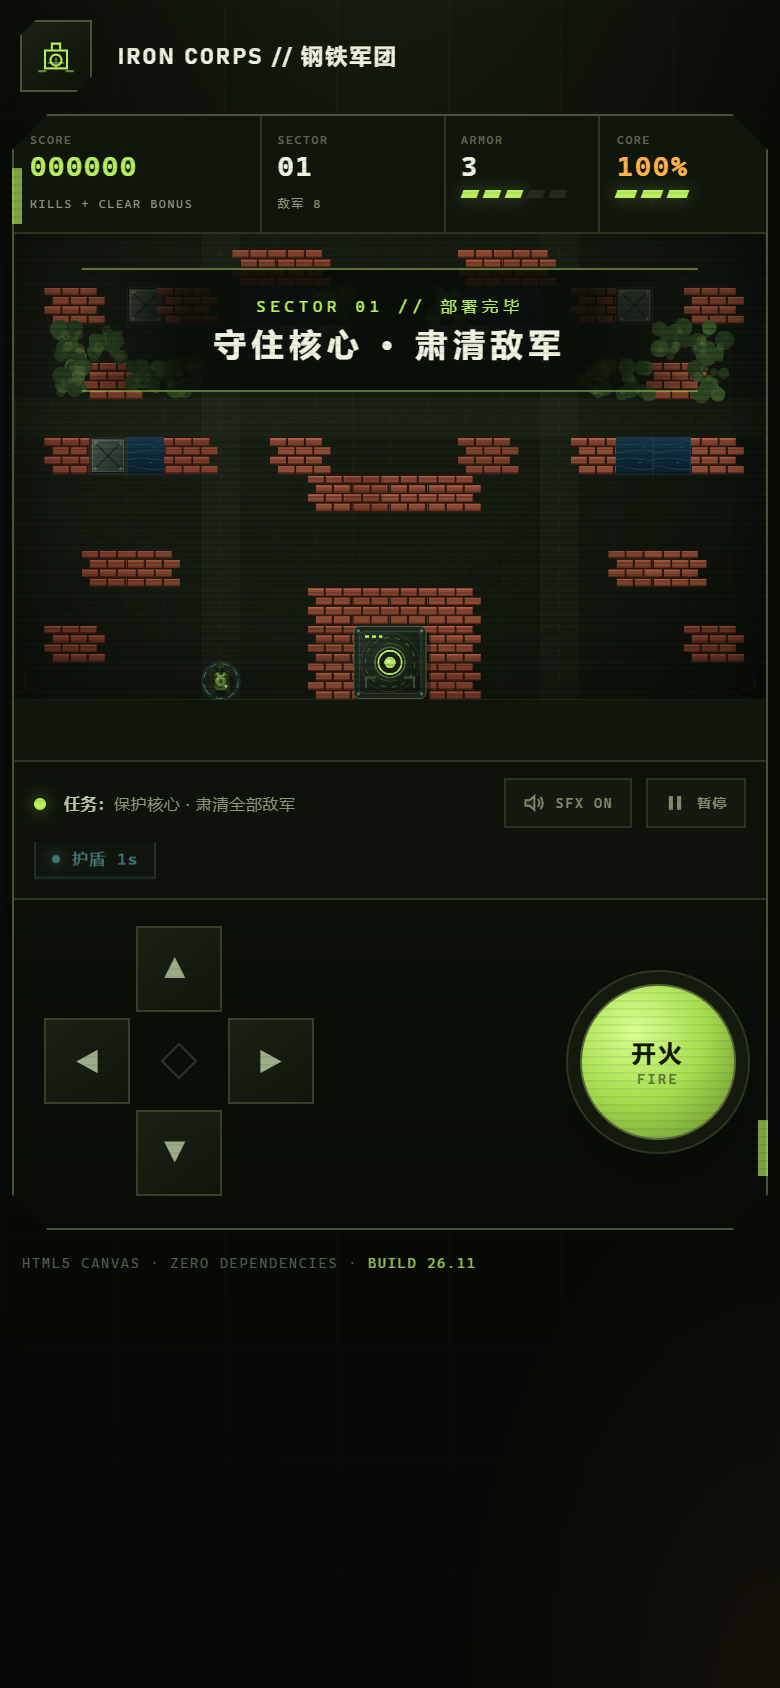 IRON CORPS // 钢铁军团
SCORE
000000
KILLS + CLEAR BONUS
SECTOR
01
敌军 8
ARMOR
3
CORE
100%
SECTOR 01 // 部署完毕
守住核心 · 肃清敌军
任务: 保护核心 · 肃清全部敌军
SFX ON
暂停
护盾 1s
开火
FIRE
HTML5 CANVAS · ZERO DEPENDENCIES · BUILD 26.11